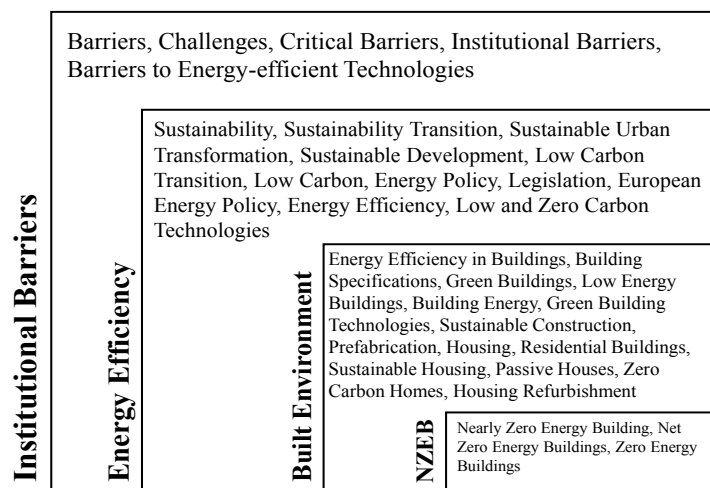 Institutional Barriers
Barriers, Challenges, Critical Barriers, Institutional Barriers,
Barriers to Energy-efficient Technologies
Energy Efficiency
Sustainability, Sustainability Transition, Sustainable Urban
Transformation, Sustainable Development, Low Carbon
Transition, Low Carbon, Energy Policy, Legislation, European
Energy Policy, Energy Efficiency, Low and Zero Carbon
Technologies
Built Environment
Energy Efficiency in Buildings, Building
Specifications, Green Buildings, Low Energy
Buildings, Building Energy, Green Building
Technologies, Sustainable Construction,
Prefabrication, Housing, Residential Buildings,
Sustainable Housing, Passive Houses, Zero
Carbon Homes, Housing Refurbishment
NZEB
Nearly Zero Energy Building, Net
Zero Energy Buildings, Zero Energy
Buildings